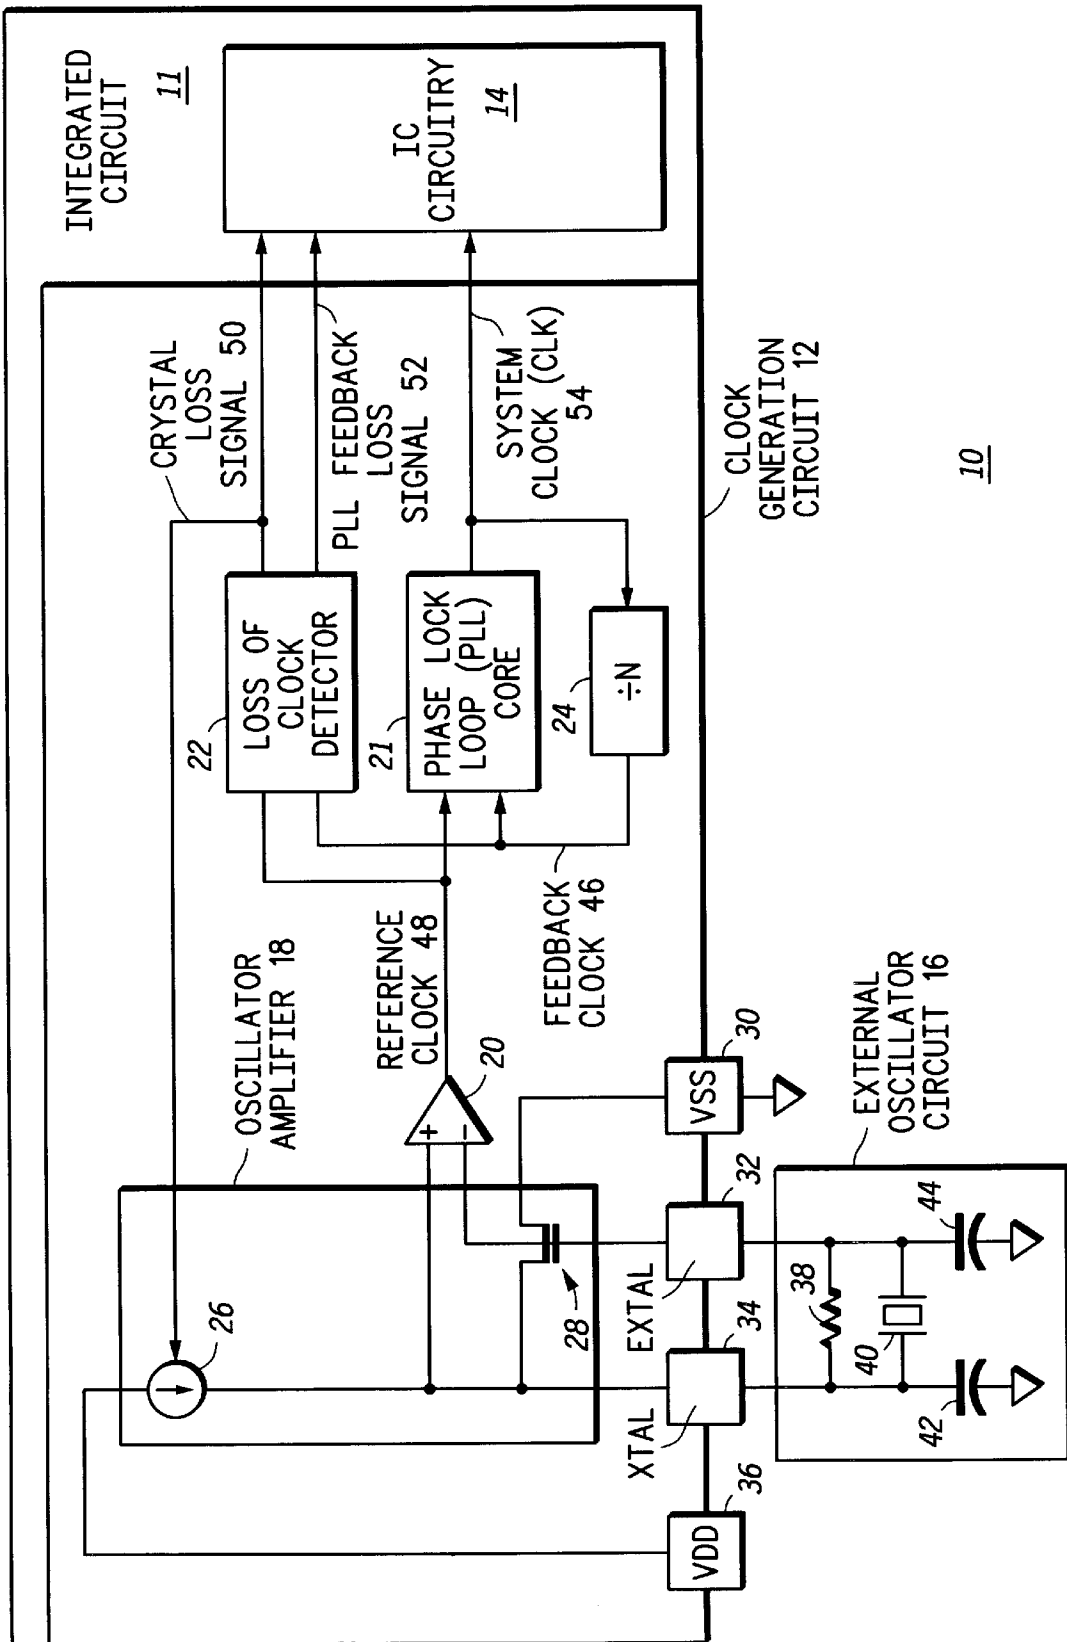 INTEGRATED
CIRCUIT
11
CRYSTAL
LOSS
SIGNAL 50
PLL FEEDBACK
LOSS
SIGNAL 52
SYSTEM
CLOCK (CLK)
54
IC
CIRCUITRY
14
OSCILLATOR
AMPLIFIER 18
22
LOSS OF
CLOCK
DETECTOR
26
REFERENCE
CLOCK 48
21
PHASE LOCK
LOOP (PLL)
CORE
+
−
20
24
÷N
28
FEEDBACK
CLOCK 46
CLOCK
GENERATION
CIRCUIT 12
VDD
36
XTAL
34
EXTAL
32
VSS
30
EXTERNAL
OSCILLATOR
CIRCUIT 16
38
40
42
44
10